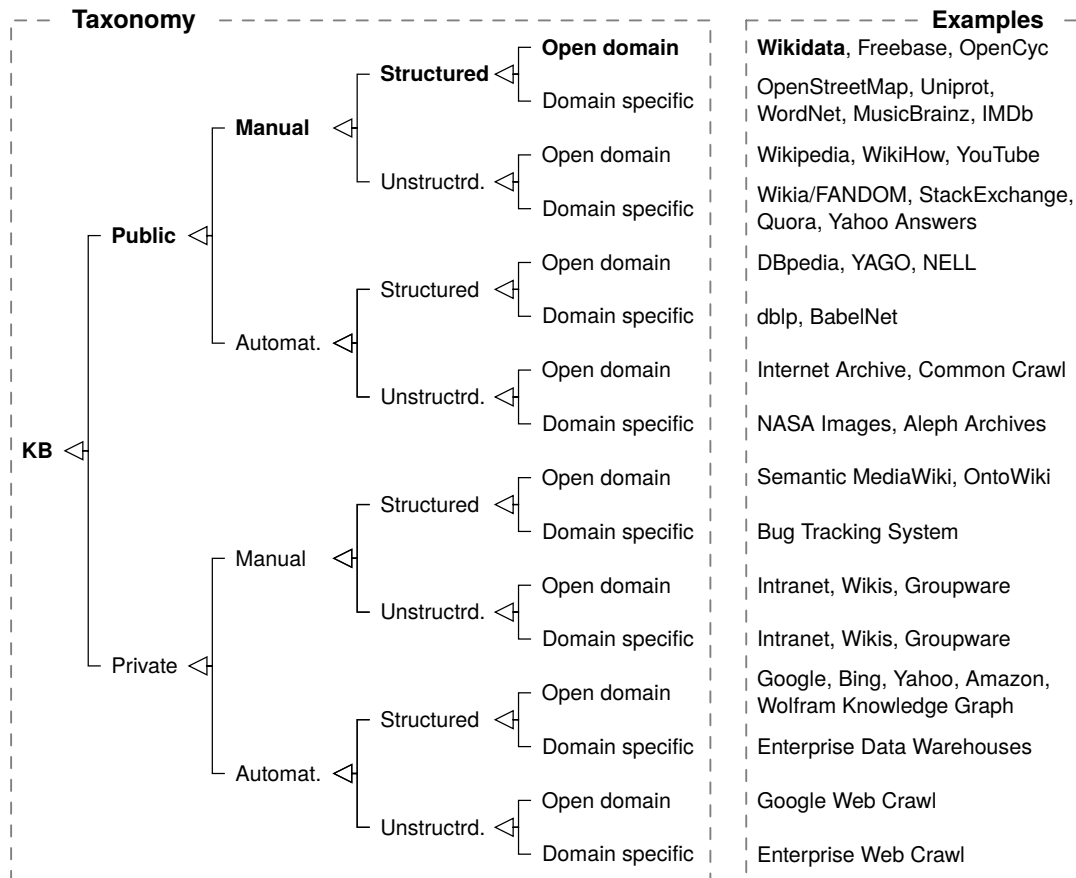 Taxonomy
Examples
Open domain
Wikidata, Freebase, OpenCyc
Structured
Domain specific
OpenStreetMap, Uniprot,
WordNet, MusicBrainz, IMDb
Manual
Open domain
Wikipedia, WikiHow, YouTube
Unstructrd.
Domain specific
Wikia/FANDOM, StackExchange,
Quora, Yahoo Answers
Public
Open domain
DBpedia, YAGO, NELL
Structured
Domain specific
dblp, BabelNet
Automat.
Open domain
Internet Archive, Common Crawl
Unstructrd.
Domain specific
NASA Images, Aleph Archives
KB
Open domain
Semantic MediaWiki, OntoWiki
Structured
Domain specific
Bug Tracking System
Manual
Open domain
Intranet, Wikis, Groupware
Unstructrd.
Domain specific
Intranet, Wikis, Groupware
Private
Open domain
Google, Bing, Yahoo, Amazon,
Wolfram Knowledge Graph
Structured
Domain specific
Enterprise Data Warehouses
Automat.
Open domain
Google Web Crawl
Unstructrd.
Domain specific
Enterprise Web Crawl